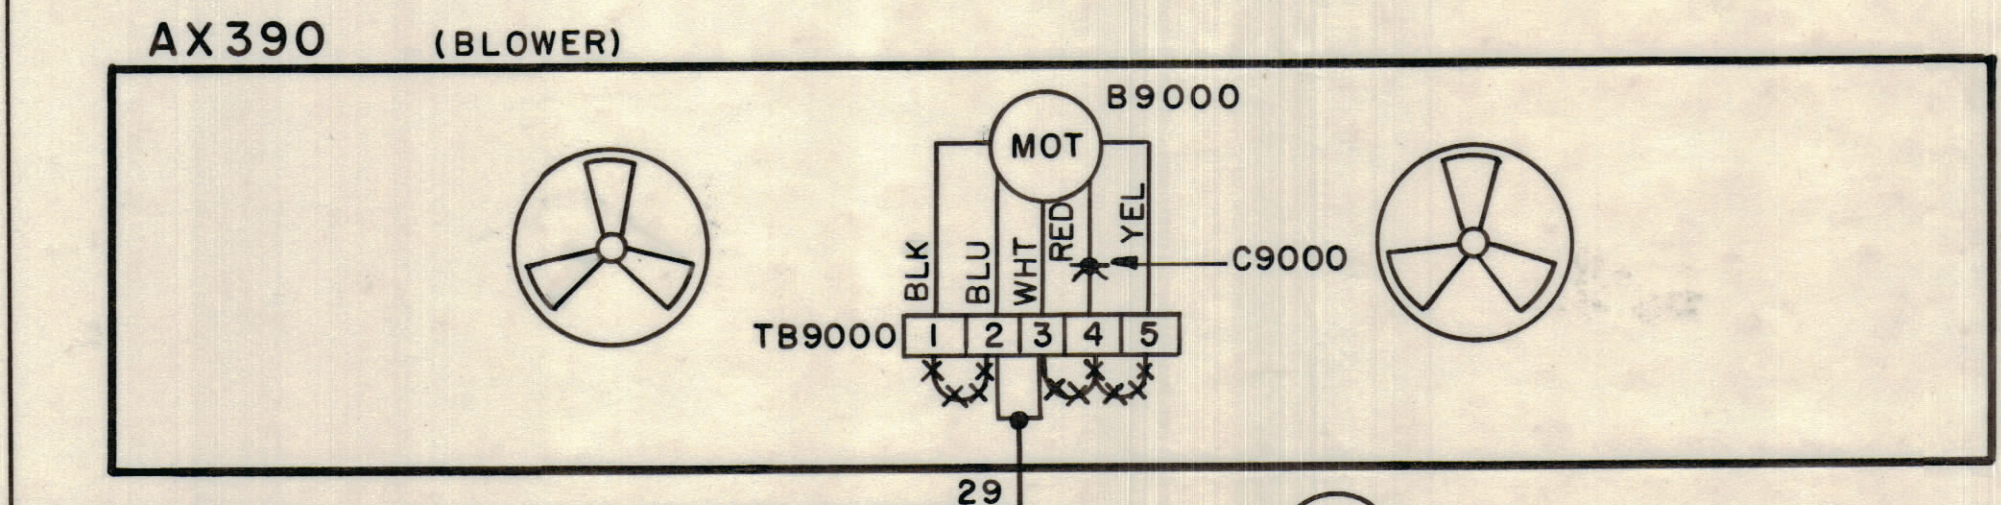 AX390 (BLOWER)
B9000
MOT
BLK BLU WHT RED YEL
C9000
TB9000 1 2 3 4 5
29